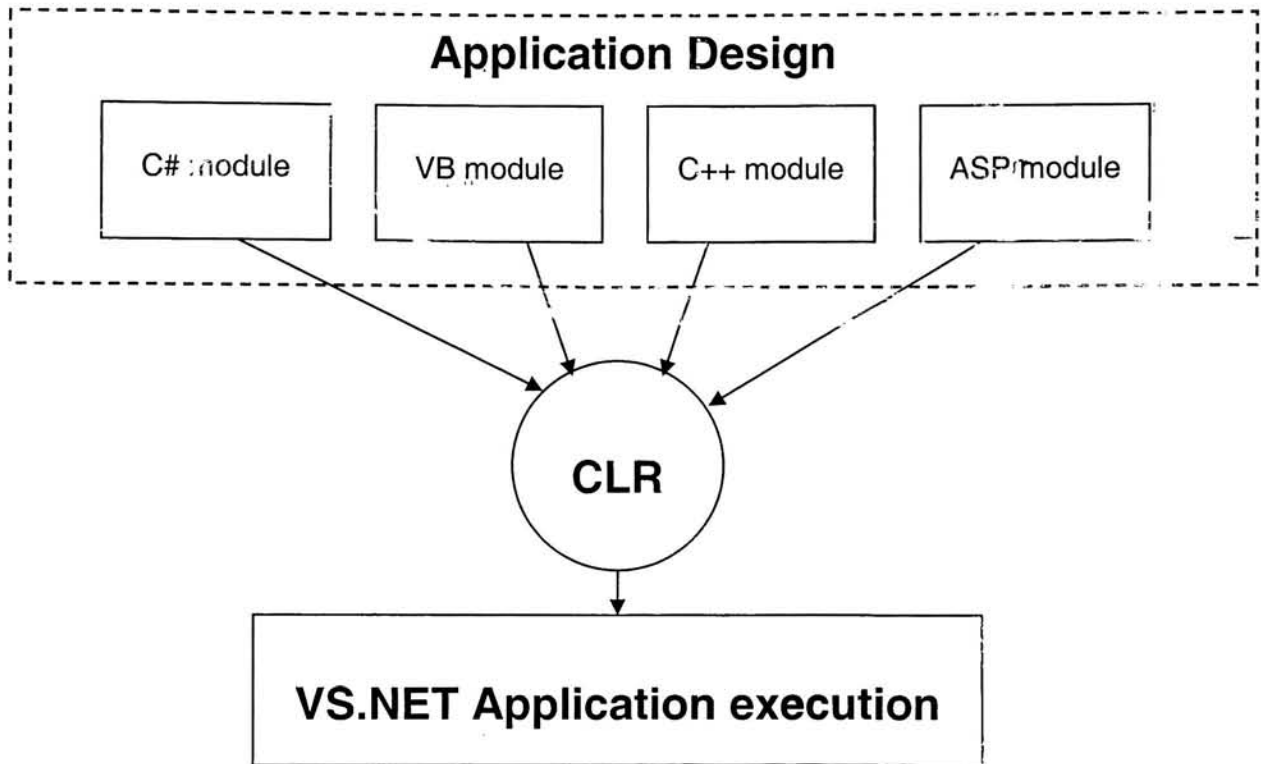 Application Design
C# module
VB module
C++ module
ASP module
CLR
VS.NET Application execution